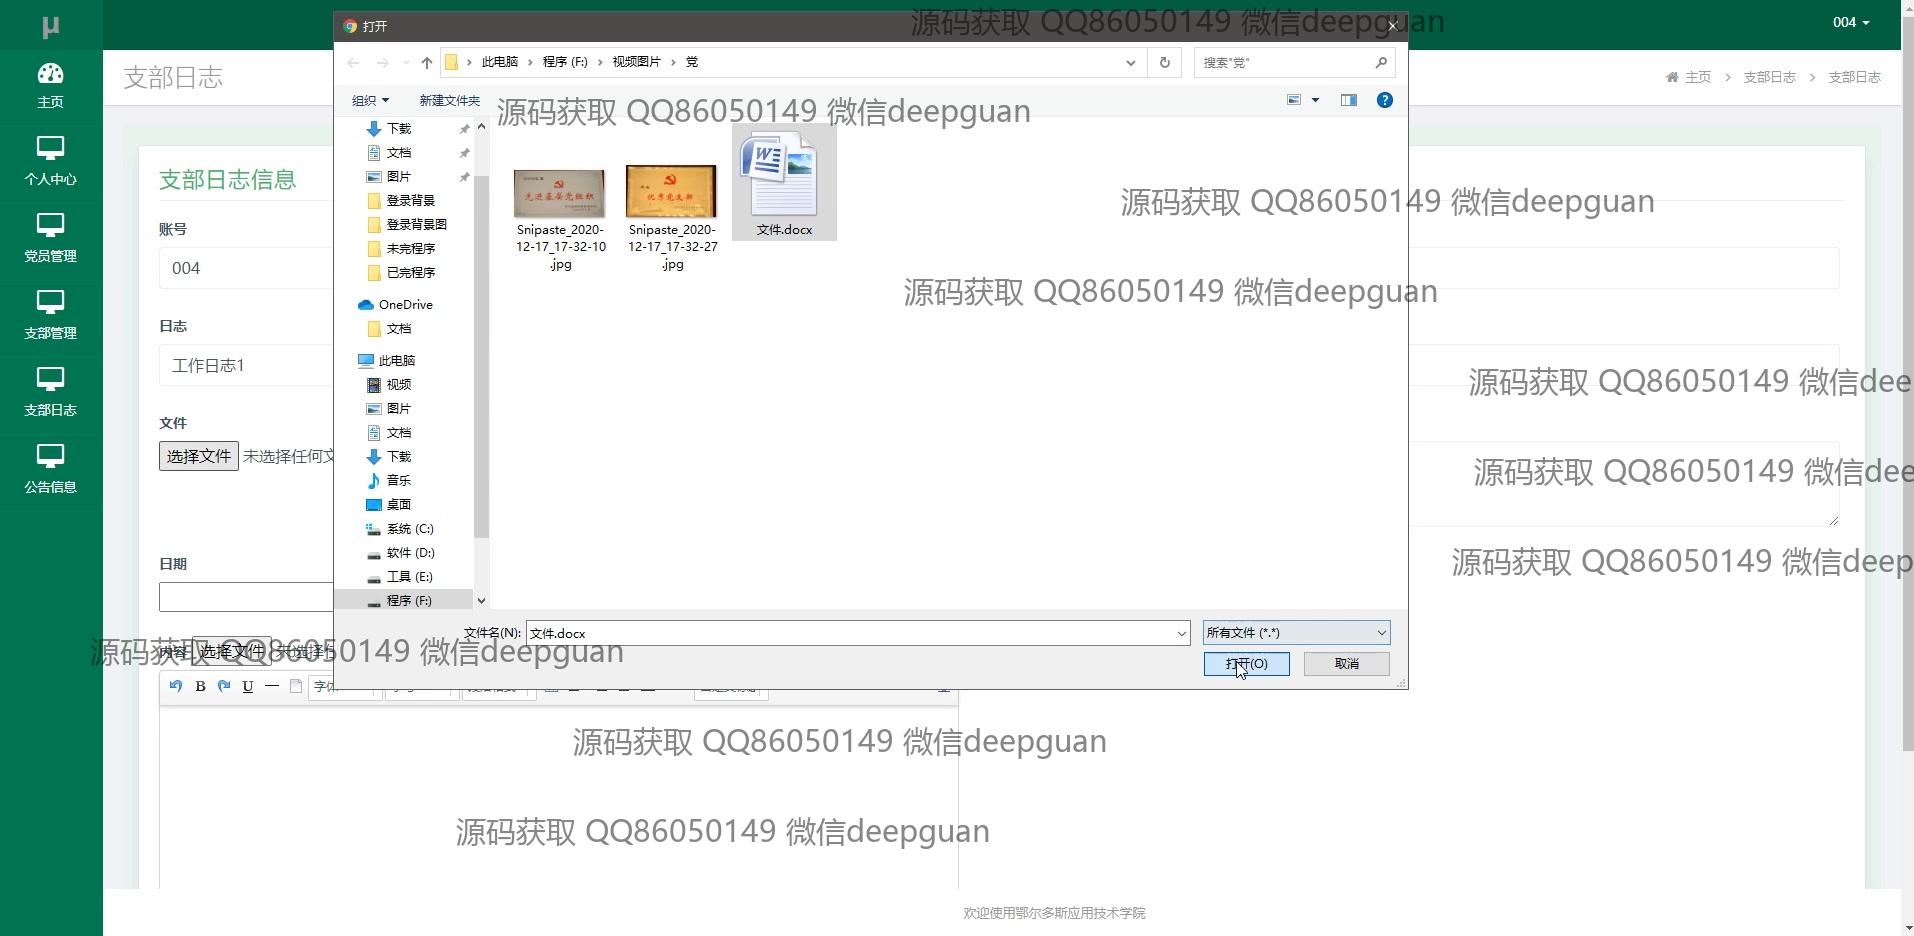 µ
主页
个人中心
党员管理
支部管理
支部日志
公告信息
004
支部日志
主页 > 支部日志 > 支部日志
支部日志信息
账号
004
日志
工作日志1
文件
选择文件 未选择任何文
日期
内容
选择文件 未选择任
B U 字体
打开
此电脑 > 程序 (F:) > 视频图片 > 党
搜索"党"
组织 新建文件夹
下载
文档
图片
登录背景
登录背景图
未完程序
已完程序
OneDrive
文档
此电脑
视频
图片
文档
下载
音乐
桌面
系统 (C:)
软件 (D:)
工具 (E:)
程序 (F:)
先进基层党组织
优秀党支部
Snipaste_2020-
12-17_17-32-10
.jpg
Snipaste_2020-
12-17_17-32-27
.jpg
文件.docx
文件名(N): 文件.docx
所有文件 (*.*)
打开(O) 取消
源码获取 QQ86050149 微信deepguan
源码获取 QQ86050149 微信deepguan
源码获取 QQ86050149 微信deepguan
源码获取 QQ86050149 微信deepguan
源码获取 QQ86050149 微信dee
源码获取 QQ86050149 微信dee
源码获取 QQ86050149 微信deep
源码获取 QQ86050149 微信deepguan
源码获取 QQ86050149 微信deepguan
源码获取 QQ86050149 微信deepguan
欢迎使用鄂尔多斯应用技术学院